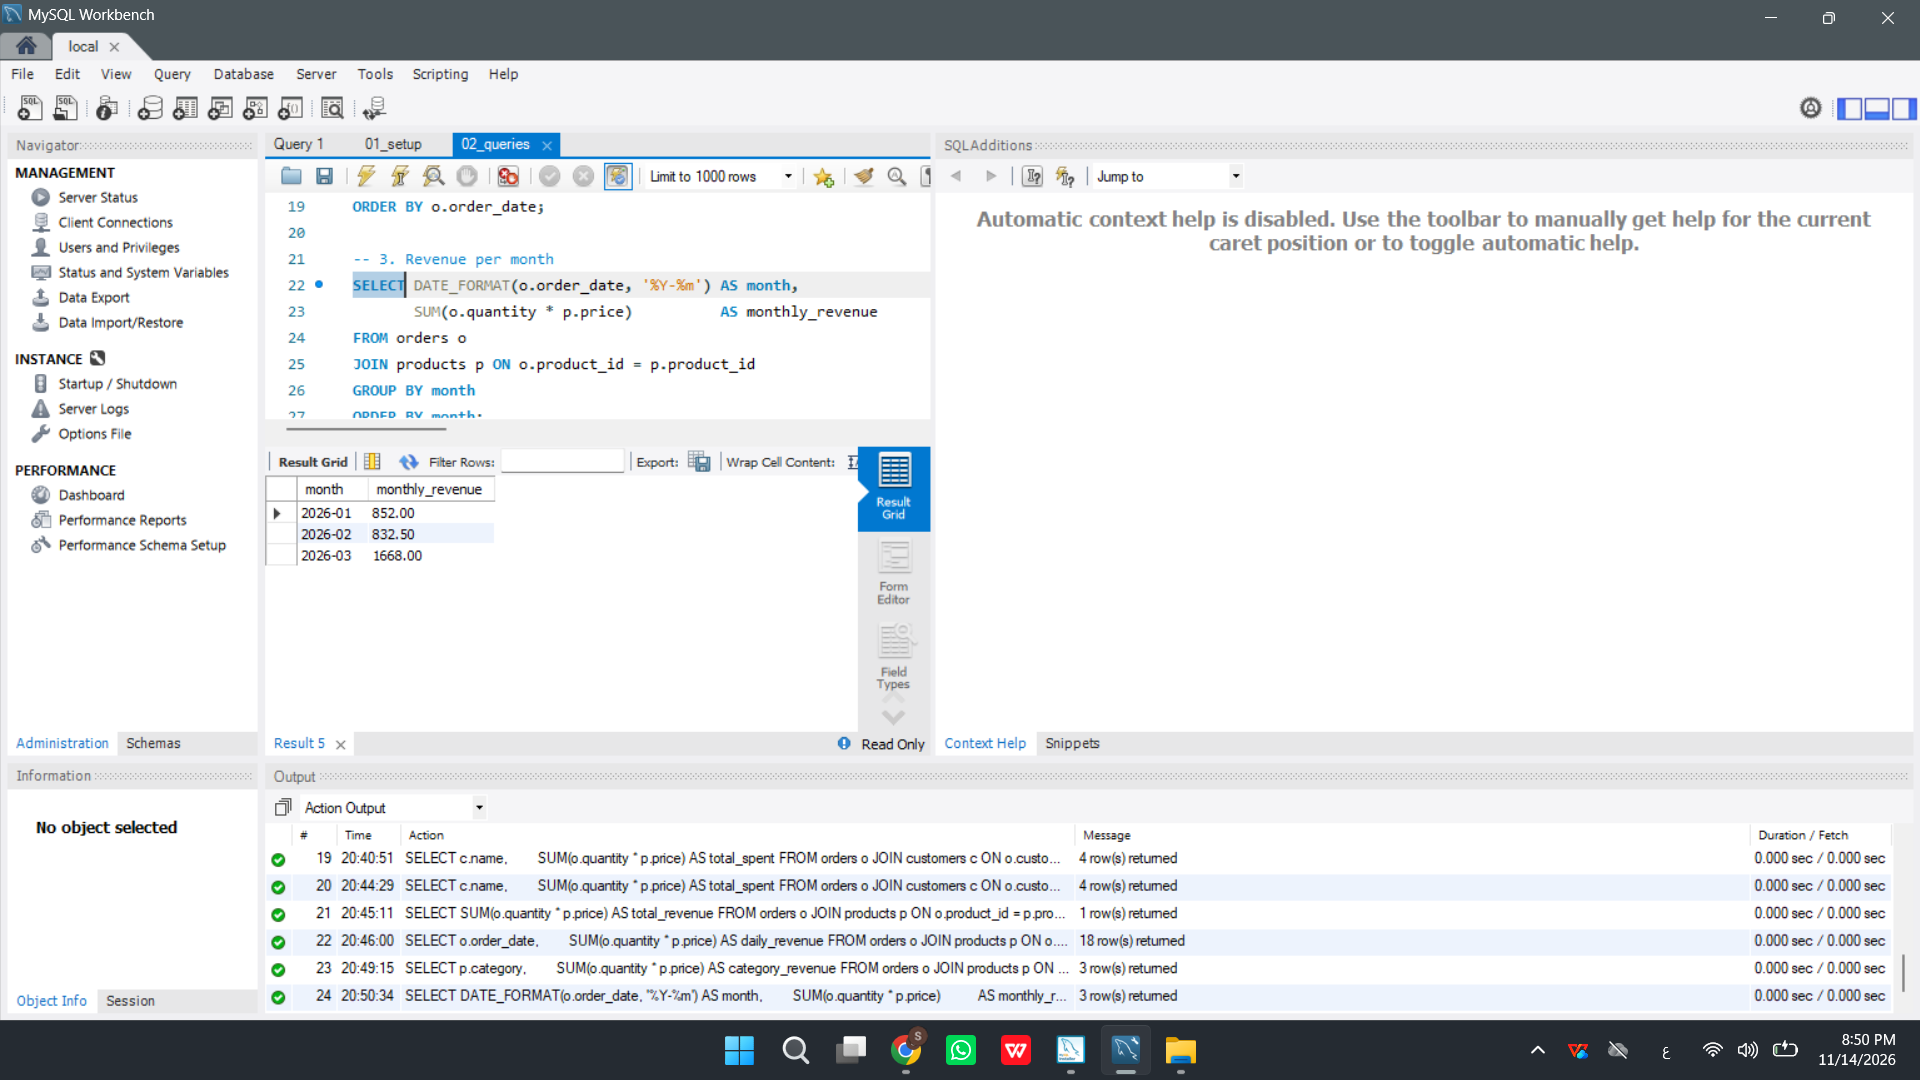 MySQL Workbench
local
File Edit View Query Database Server Tools Scripting Help
Navigator
MANAGEMENT
Server Status
Client Connections
Users and Privileges
Status and System Variables
Data Export
Data Import/Restore
INSTANCE
Startup / Shutdown
Server Logs
Options File
PERFORMANCE
Dashboard
Performance Reports
Performance Schema Setup
Administration Schemas
Information
No object selected
Object Info Session
Query 1 01_setup 02_queries
Limit to 1000 rows
19 ORDER BY o.order_date;
20
21 -- 3. Revenue per month
22 SELECT DATE_FORMAT(o.order_date, '%Y-%m') AS month,
23 SUM(o.quantity * p.price) AS monthly_revenue
24 FROM orders o
25 JOIN products p ON o.product_id = p.product_id
26 GROUP BY month
27 ORDER BY month;
Result Grid Filter Rows: Export: Wrap Cell Content:
month monthly_revenue
2026-01 852.00
2026-02 832.50
2026-03 1668.00
Result Grid
Form Editor
Field Types
Result 5 Read Only
SQLAdditions
Jump to
Automatic context help is disabled. Use the toolbar to manually get help for the current
caret position or to toggle automatic help.
Context Help Snippets
Output
Action Output
# Time Action Message Duration / Fetch
19 20:40:51 SELECT c.name, SUM(o.quantity * p.price) AS total_spent FROM orders o JOIN customers c ON o.custo... 4 row(s) returned 0.000 sec / 0.000 sec
20 20:44:29 SELECT c.name, SUM(o.quantity * p.price) AS total_spent FROM orders o JOIN customers c ON o.custo... 4 row(s) returned 0.000 sec / 0.000 sec
21 20:45:11 SELECT SUM(o.quantity * p.price) AS total_revenue FROM orders o JOIN products p ON o.product_id = p.pro... 1 row(s) returned 0.000 sec / 0.000 sec
22 20:46:00 SELECT o.order_date, SUM(o.quantity * p.price) AS daily_revenue FROM orders o JOIN products p ON o.... 18 row(s) returned 0.000 sec / 0.000 sec
23 20:49:15 SELECT p.category, SUM(o.quantity * p.price) AS category_revenue FROM orders o JOIN products p ON ... 3 row(s) returned 0.000 sec / 0.000 sec
24 20:50:34 SELECT DATE_FORMAT(o.order_date, '%Y-%m') AS month, SUM(o.quantity * p.price) AS monthly_r... 3 row(s) returned 0.000 sec / 0.000 sec
ع
8:50 PM
11/14/2026